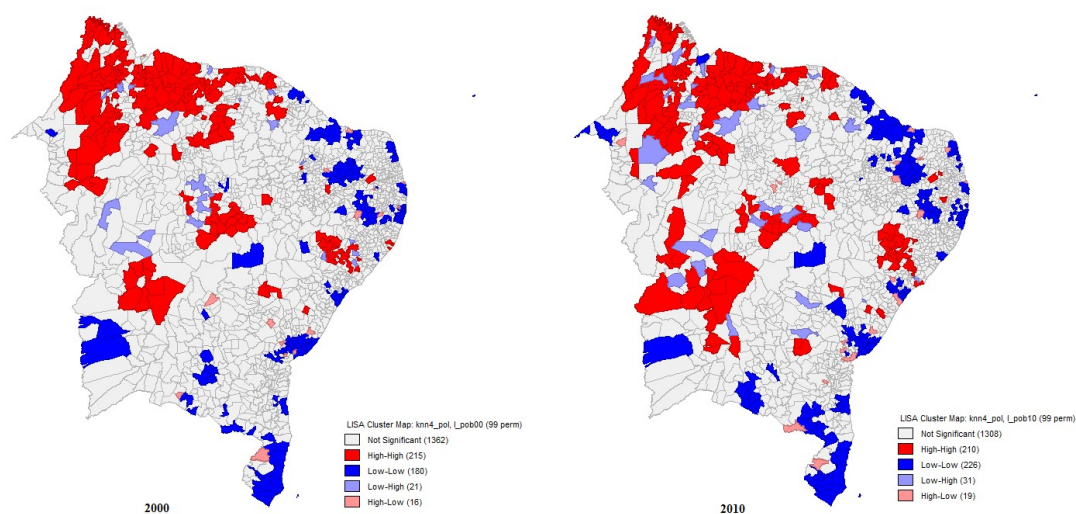 LISA Cluster Map: knn4_pol, I_pob00 (99 perm)
Not Significant (1362)
High-High (215)
Low-Low (180)
Low-High (21)
High-Low (16)
2000
LISA Cluster Map: knn4_pol, I_pob10 (99 perm)
Not Significant (1308)
High-High (210)
Low-Low (226)
Low-High (31)
High-Low (19)
2010